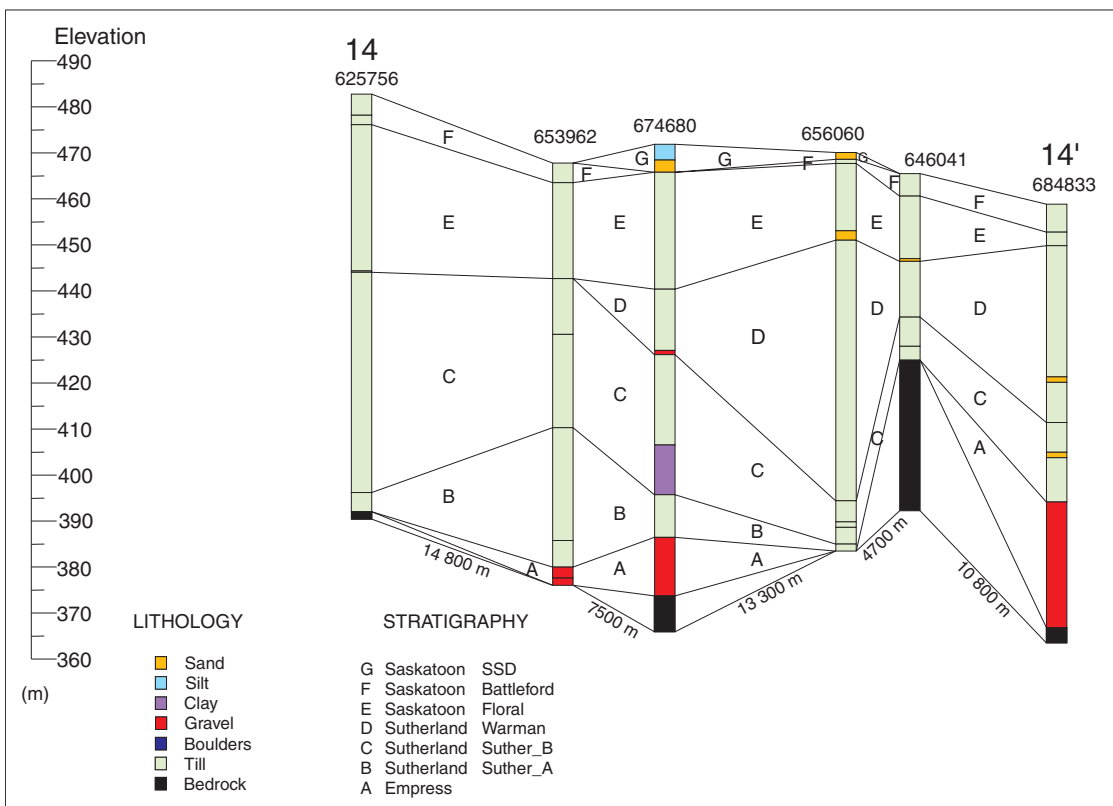 Elevation
490
480
470
460
450
440
430
420
410
400
390
380
370
360
(m)
14
625756
653962
674680
656060
646041
14'
684833
F
F
G
G
F
G
F
F
E
E
E
E
E
D
D
D
D
C
C
C
C
C
B
B
B
A
A
A
A
14 800 m
7500 m
13 300 m
4700 m
10 800 m
LITHOLOGY
Sand
Silt
Clay
Gravel
Boulders
Till
Bedrock
STRATIGRAPHY
G Saskatoon SSD
F Saskatoon Battleford
E Saskatoon Floral
D Sutherland Warman
C Sutherland Suther_B
B Sutherland Suther_A
A Empress